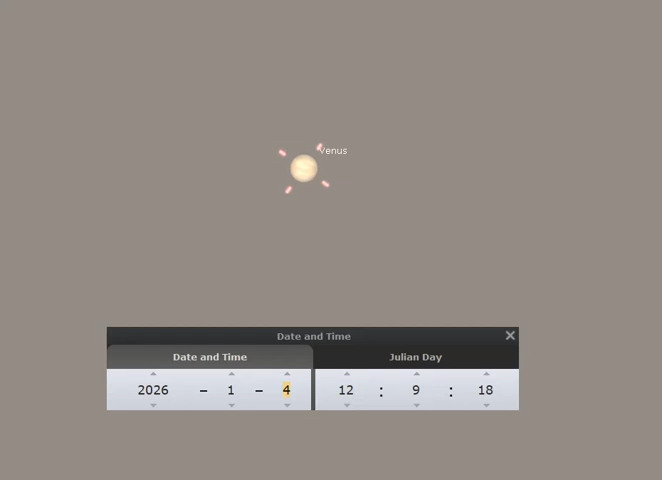 Venus
Date and Time
Date and Time Julian Day
2026 - 1 - 4 12 : 9 : 18